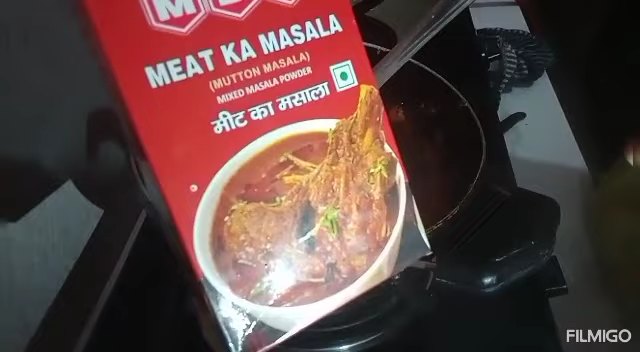 MEAT KA MASALA
(MUTTON MASALA)
MIXED MASALA POWDER
मीट का मसाला
FILMIGO